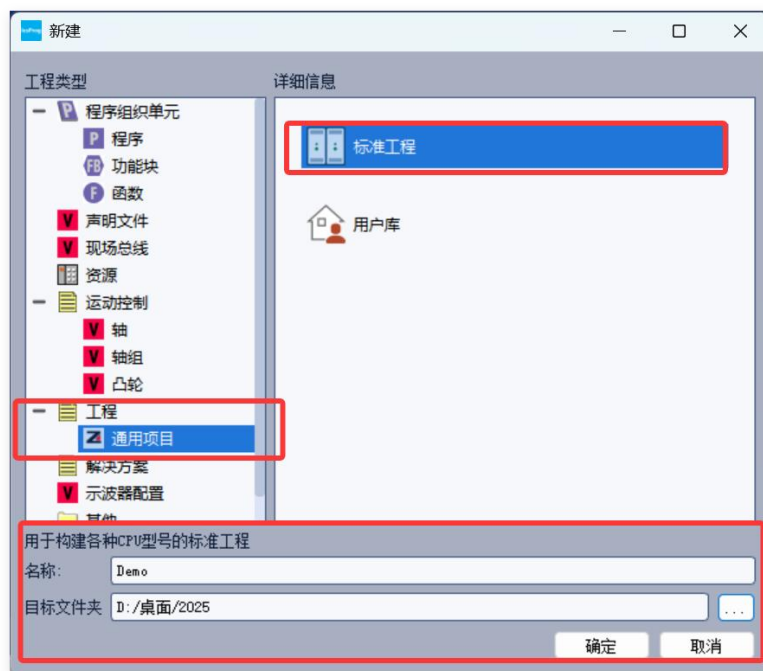 新建
工程类型
详细信息
程序组织单元
程序
功能块
函数
声明文件
现场总线
资源
运动控制
轴
轴组
凸轮
工程
通用项目
解决方案
示波器配置
其他
标准工程
用户库
用于构建各种CPU型号的标准工程
名称:
Demo
目标文件夹
D:/桌面/2025
...
确定
取消